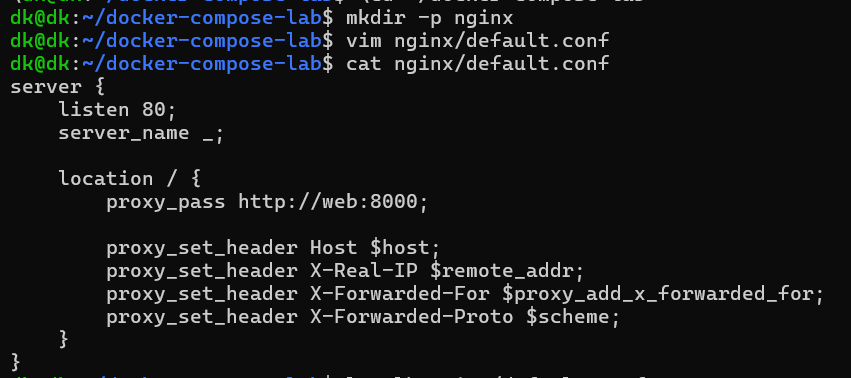 dk@dk:~/docker-compose-lab$ mkdir -p nginx
dk@dk:~/docker-compose-lab$ vim nginx/default.conf
dk@dk:~/docker-compose-lab$ cat nginx/default.conf
server {
    listen 80;
    server_name _;

    location / {
        proxy_pass http://web:8000;

        proxy_set_header Host $host;
        proxy_set_header X-Real-IP $remote_addr;
        proxy_set_header X-Forwarded-For $proxy_add_x_forwarded_for;
        proxy_set_header X-Forwarded-Proto $scheme;
    }
}